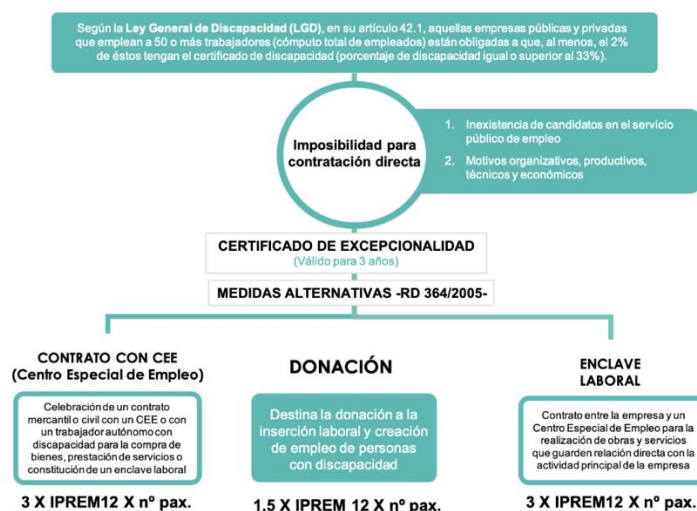 Según la Ley General de Discapacidad (LGD), en su artículo 42.1, aquellas empresas públicas y privadas
que emplean a 50 o más trabajadores (cómputo total de empleados) están obligadas a que, al menos, el 2%
de éstos tengan el certificado de discapacidad (porcentaje de discapacidad igual o superior al 33%).
Imposibilidad para
contratación directa
1. Inexistencia de candidatos en el servicio
público de empleo
2. Motivos organizativos, productivos,
técnicos y económicos
CERTIFICADO DE EXCEPCIONALIDAD
(Válido para 3 años)
MEDIDAS ALTERNATIVAS -RD 364/2005-
CONTRATO CON CEE
(Centro Especial de Empleo)
Celebración de un contrato
mercantil o civil con un CEE o con
un trabajador autónomo con
discapacidad para la compra de
bienes, prestación de servicios o
constitución de un enclave laboral
3 X IPREM12 X nº pax.
DONACIÓN
Destina la donación a la
inserción laboral y creación
de empleo de personas
con discapacidad
1,5 X IPREM 12 X nº pax.
ENCLAVE
LABORAL
Contrato entre la empresa y un
Centro Especial de Empleo para la
realización de obras y servicios
que guarden relación directa con la
actividad principal de la empresa
3 X IPREM12 X nº pax.